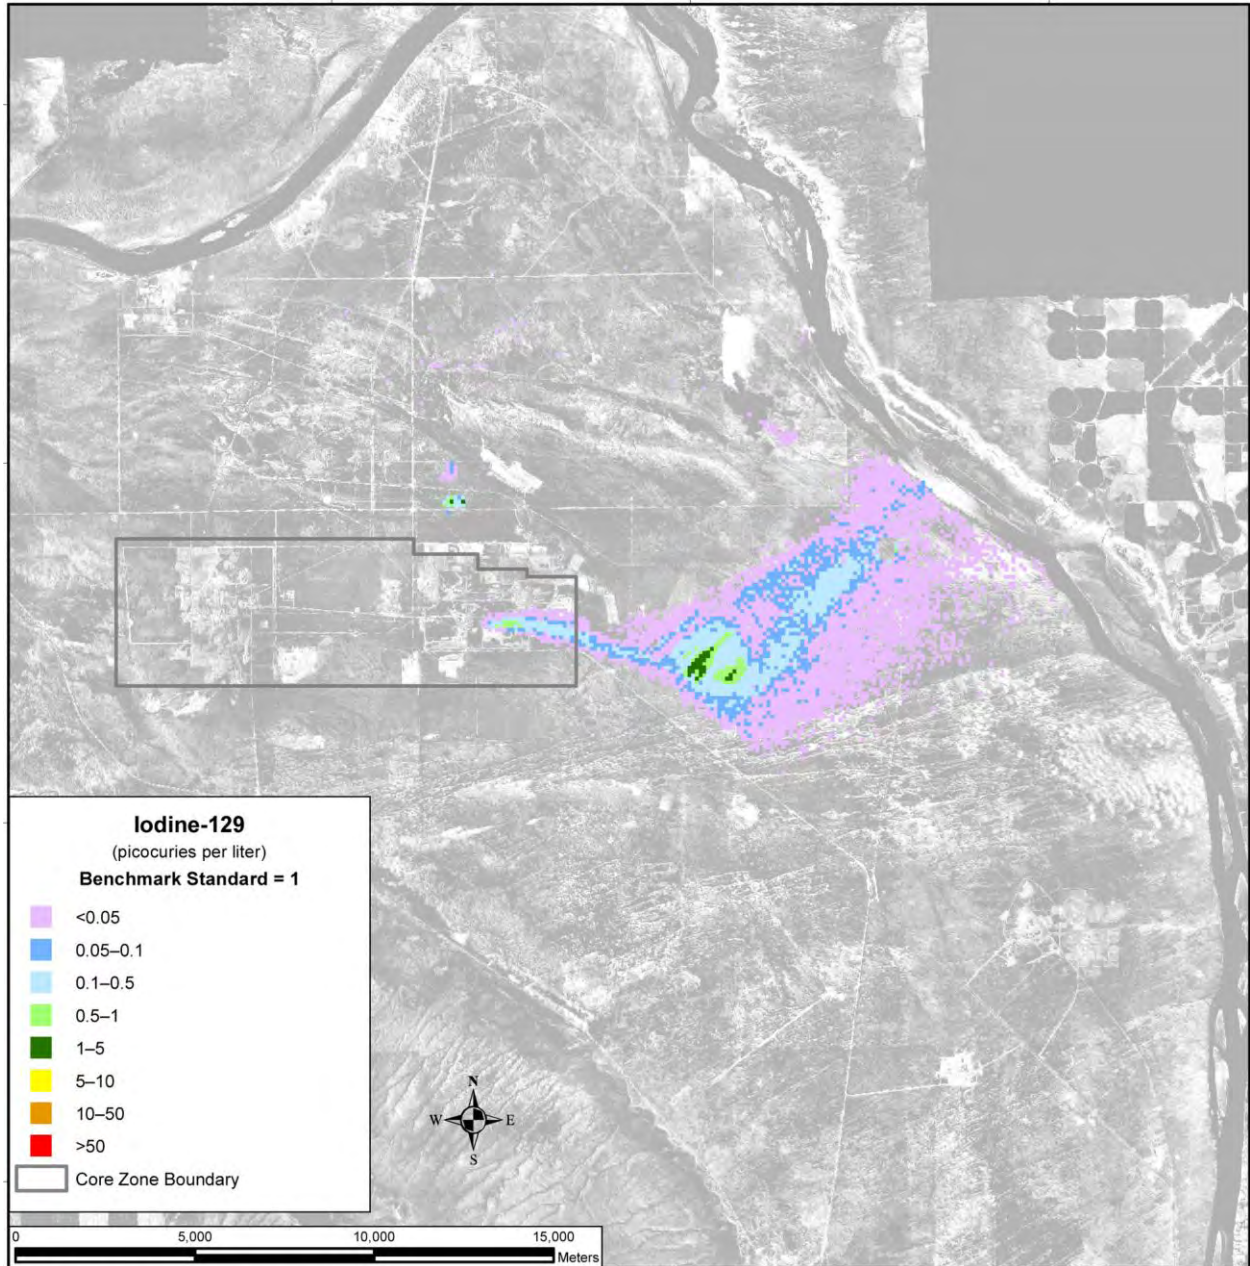 Iodine-129
(picocuries per liter)
Benchmark Standard = 1
<0.05
0.05–0.1
0.1–0.5
0.5–1
1–5
5–10
10–50
>50
Core Zone Boundary
N
W E
S
0 5,000 10,000 15,000
Meters